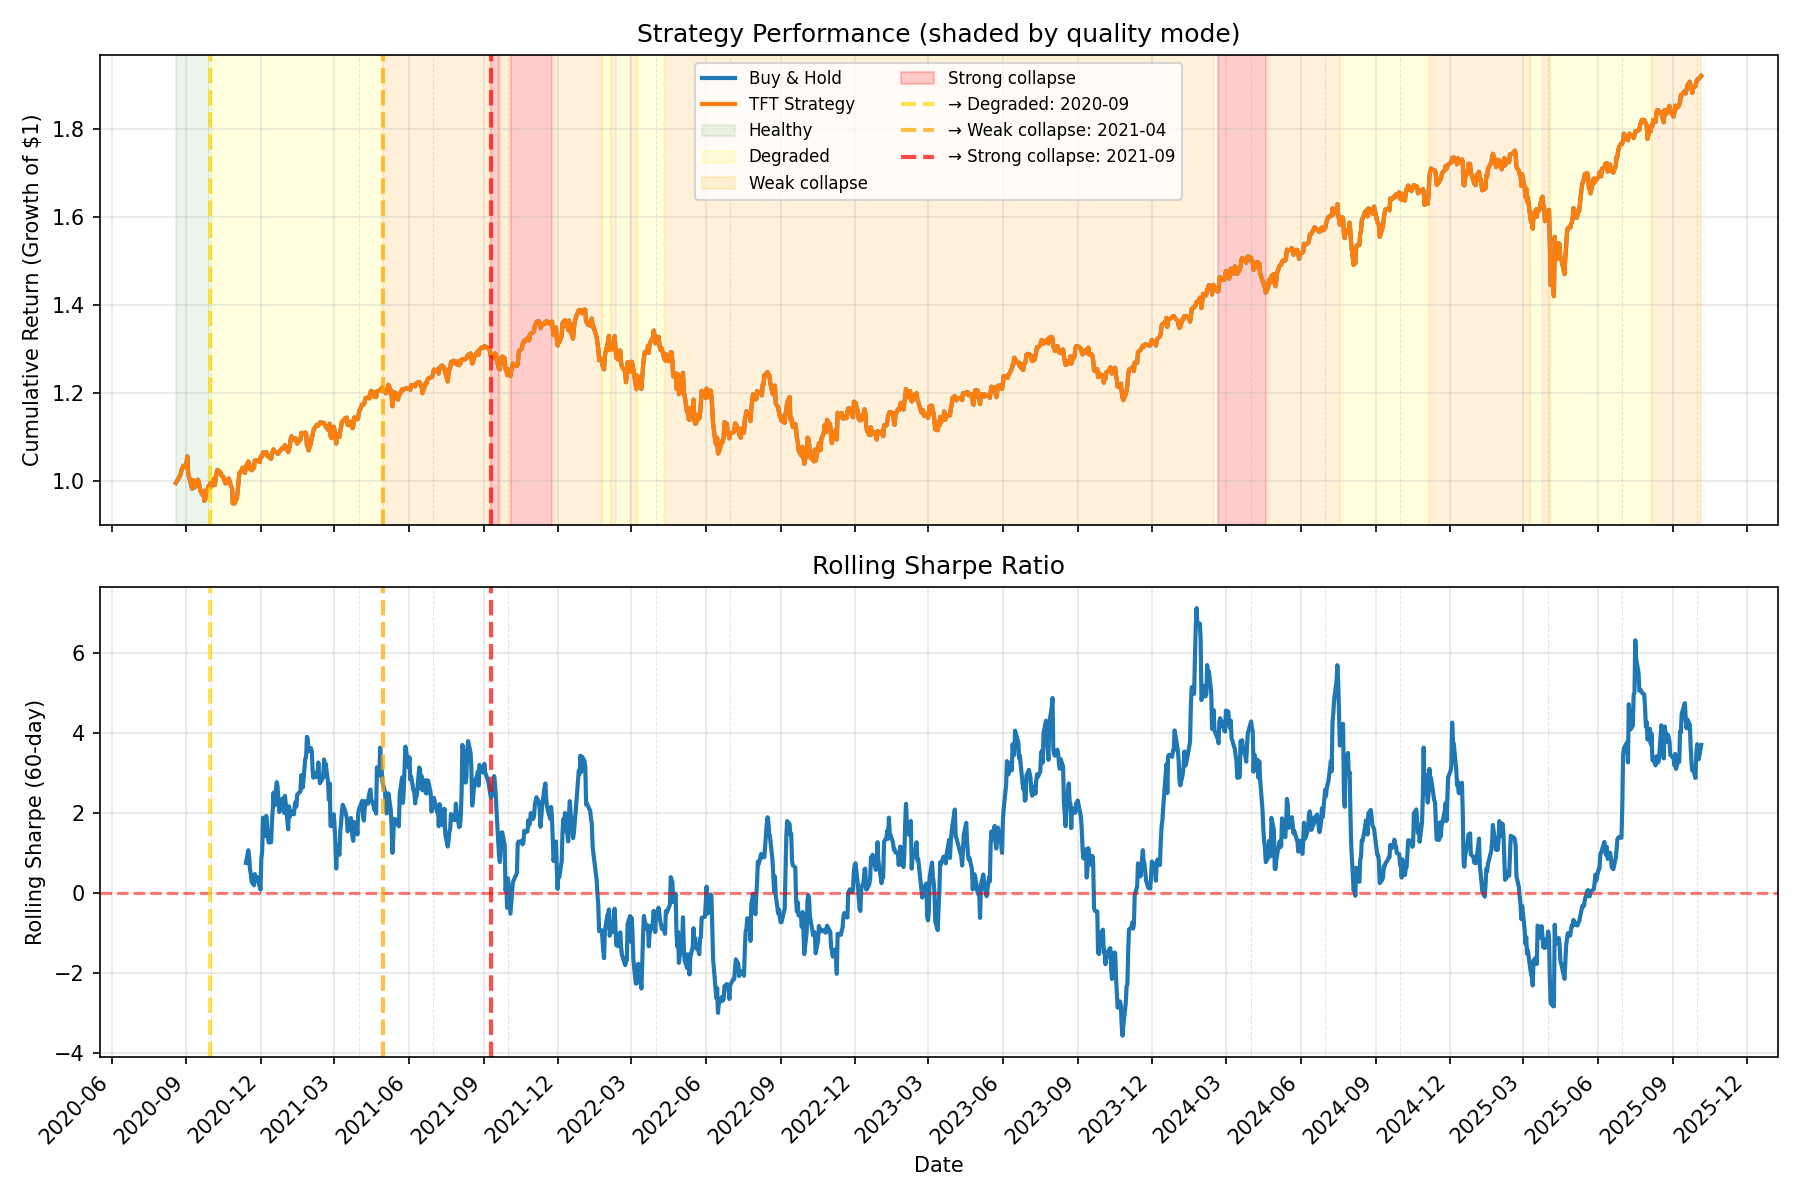 Strategy Performance (shaded by quality mode)
Cumulative Return (Growth of $1)
1.8
1.6
1.4
1.2
1.0
Buy & Hold
TFT Strategy
Healthy
Degraded
Weak collapse
Strong collapse
→ Degraded: 2020-09
→ Weak collapse: 2021-04
→ Strong collapse: 2021-09
Rolling Sharpe Ratio
Rolling Sharpe (60-day)
6
4
2
0
−2
−4
2020-06
2020-09
2020-12
2021-03
2021-06
2021-09
2021-12
2022-03
2022-06
2022-09
2022-12
2023-03
2023-06
2023-09
2023-12
2024-03
2024-06
2024-09
2024-12
2025-03
2025-06
2025-09
2025-12
Date